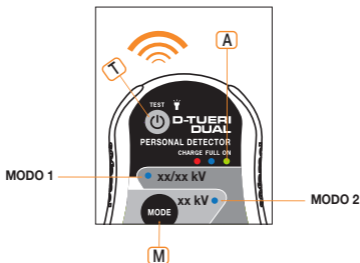 A
T
TEST
D-TUERI
DUAL
PERSONAL DETECTOR
CHARGE FULL ON
MODO 1
xx/xx kV
xx kV
MODO 2
MODE
M